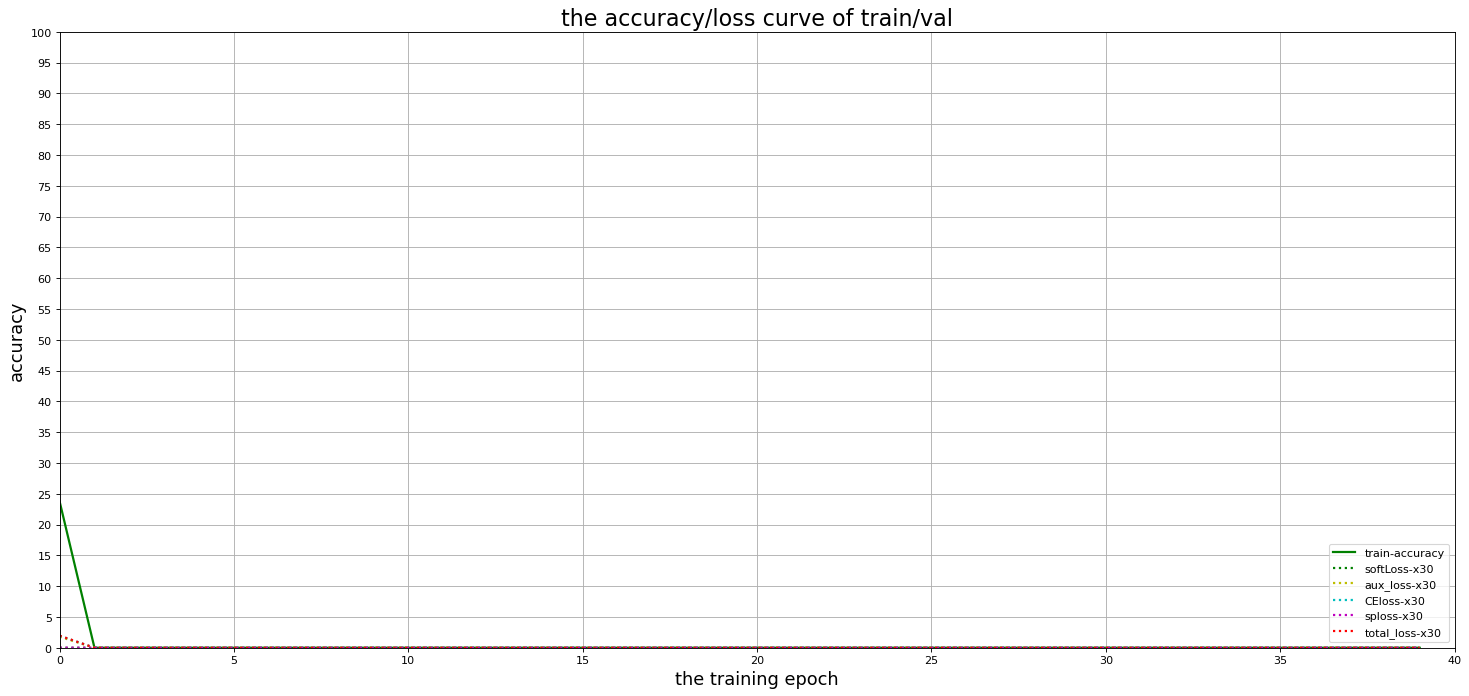 the accuracy/loss curve of train/val
100
95
90
85
80
75
70
65
60
55
50
45
40
35
30
25
20
15
10
5
0
accuracy
train-accuracy
softLoss-x30
aux_loss-x30
CEloss-x30
sploss-x30
total_loss-x30
0 5 10 15 20 25 30 35 40
the training epoch